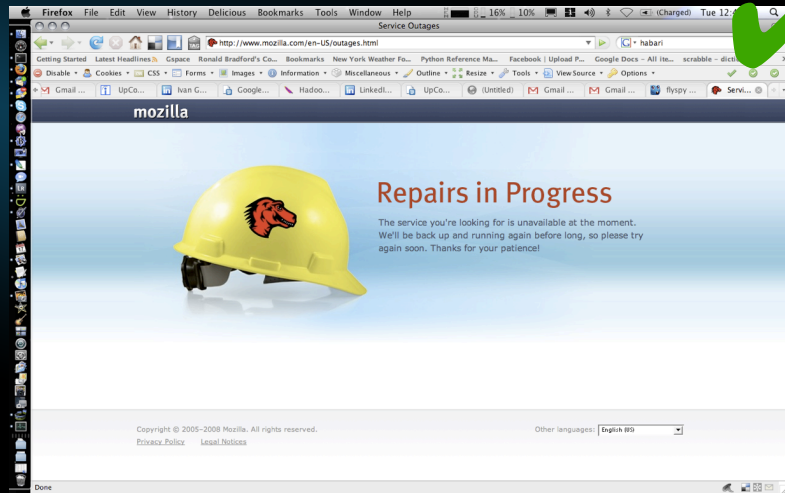 Firefox File Edit View History Delicious Bookmarks Tools Window Help 16% 10% (Charged) Tue 12:4
Service Outages
http://www.mozilla.com/en-US/outages.html habari
Getting Started Latest Headlines Gspace Ronald Bradford's Co... Bookmarks New York Weather Fo... Python Reference Ma... Facebook | Upload P... Google Docs - All ite... scrabble - dicti
Disable Cookies CSS Forms Images Information Miscellaneous Outline Resize Tools View Source Options
Gmail ... UpCo... Ivan G... Google... Hadoo... LinkedI... UpCo... (Untitled) Gmail ... Gmail ... flyspy ... Servi...
mozilla
Repairs in Progress
The service you're looking for is unavailable at the moment.
We'll be back up and running again before long, so please try
again soon. Thanks for your patience!
Copyright © 2005–2008 Mozilla. All rights reserved.
Other languages: English (US)
Privacy Policy Legal Notices
Done